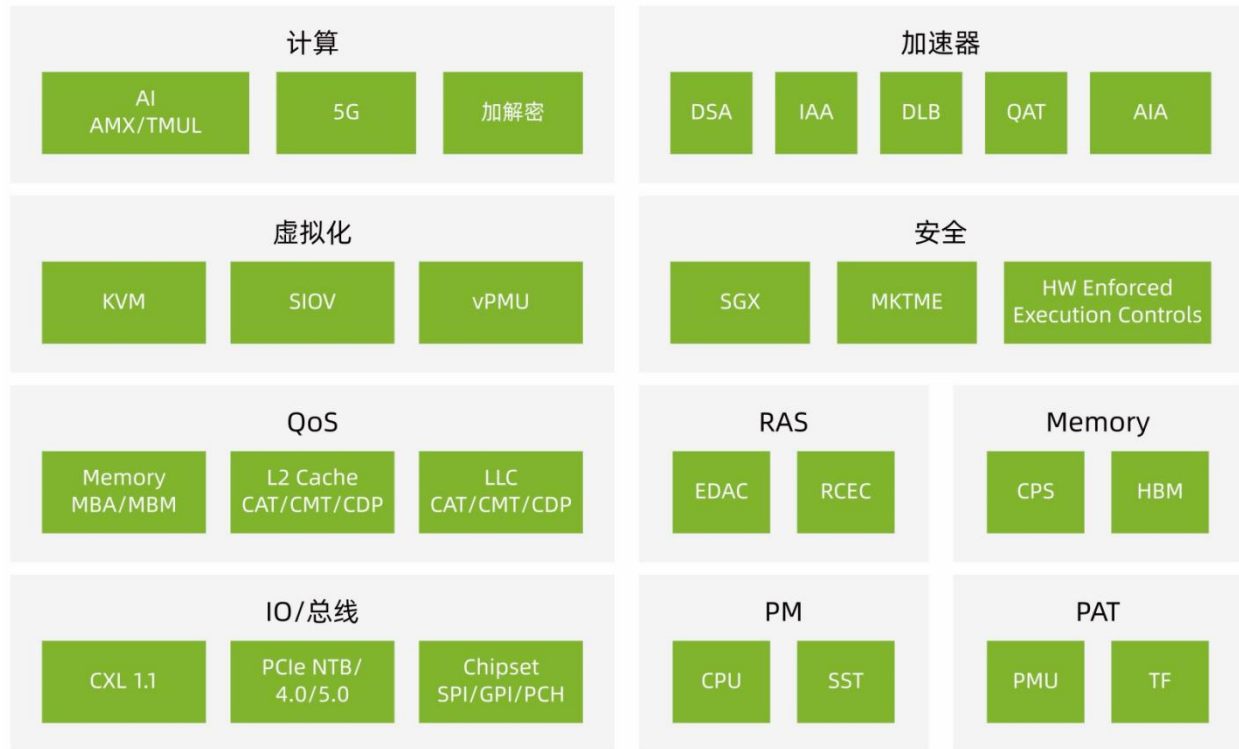 计算
AI
AMX/TMUL
5G
加解密
加速器
DSA
IAA
DLB
QAT
AIA
虚拟化
KVM
SIOV
vPMU
安全
SGX
MKTME
HW Enforced
Execution Controls
QoS
Memory
MBA/MBM
L2 Cache
CAT/CMT/CDP
LLC
CAT/CMT/CDP
RAS
EDAC
RCEC
Memory
CPS
HBM
IO/总线
CXL 1.1
PCIe NTB/
4.0/5.0
Chipset
SPI/GPI/PCH
PM
CPU
SST
PAT
PMU
TF